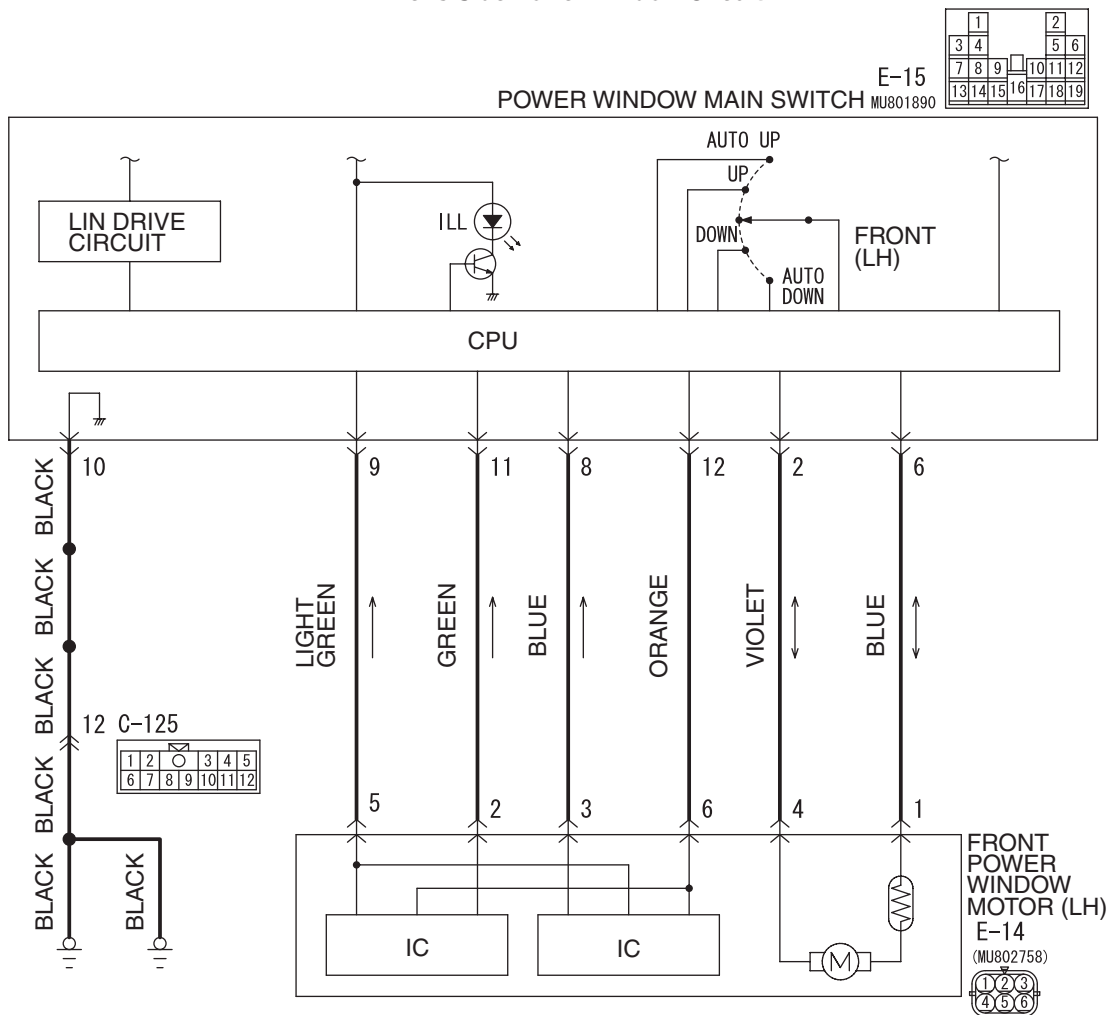 E-15
POWER WINDOW MAIN SWITCH MU801890
1 2
3 4 5 6
7 8 9 10 11 12
13 14 15 16 17 18 19
AUTO UP
UP
DOWN
AUTO
DOWN
FRONT
(LH)
LIN DRIVE
CIRCUIT
ILL
CPU
10 9 11 8 12 2 6
BLACK
BLACK
BLACK
BLACK
BLACK
BLACK
LIGHT
GREEN
GREEN
BLUE
ORANGE
VIOLET
BLUE
12 C-125
1 2 3 4 5
6 7 8 9 10 11 12
5 2 3 6 4 1
IC
IC
M
FRONT
POWER
WINDOW
MOTOR (LH)
E-14
(MU802758)
1 2 3
4 5 6